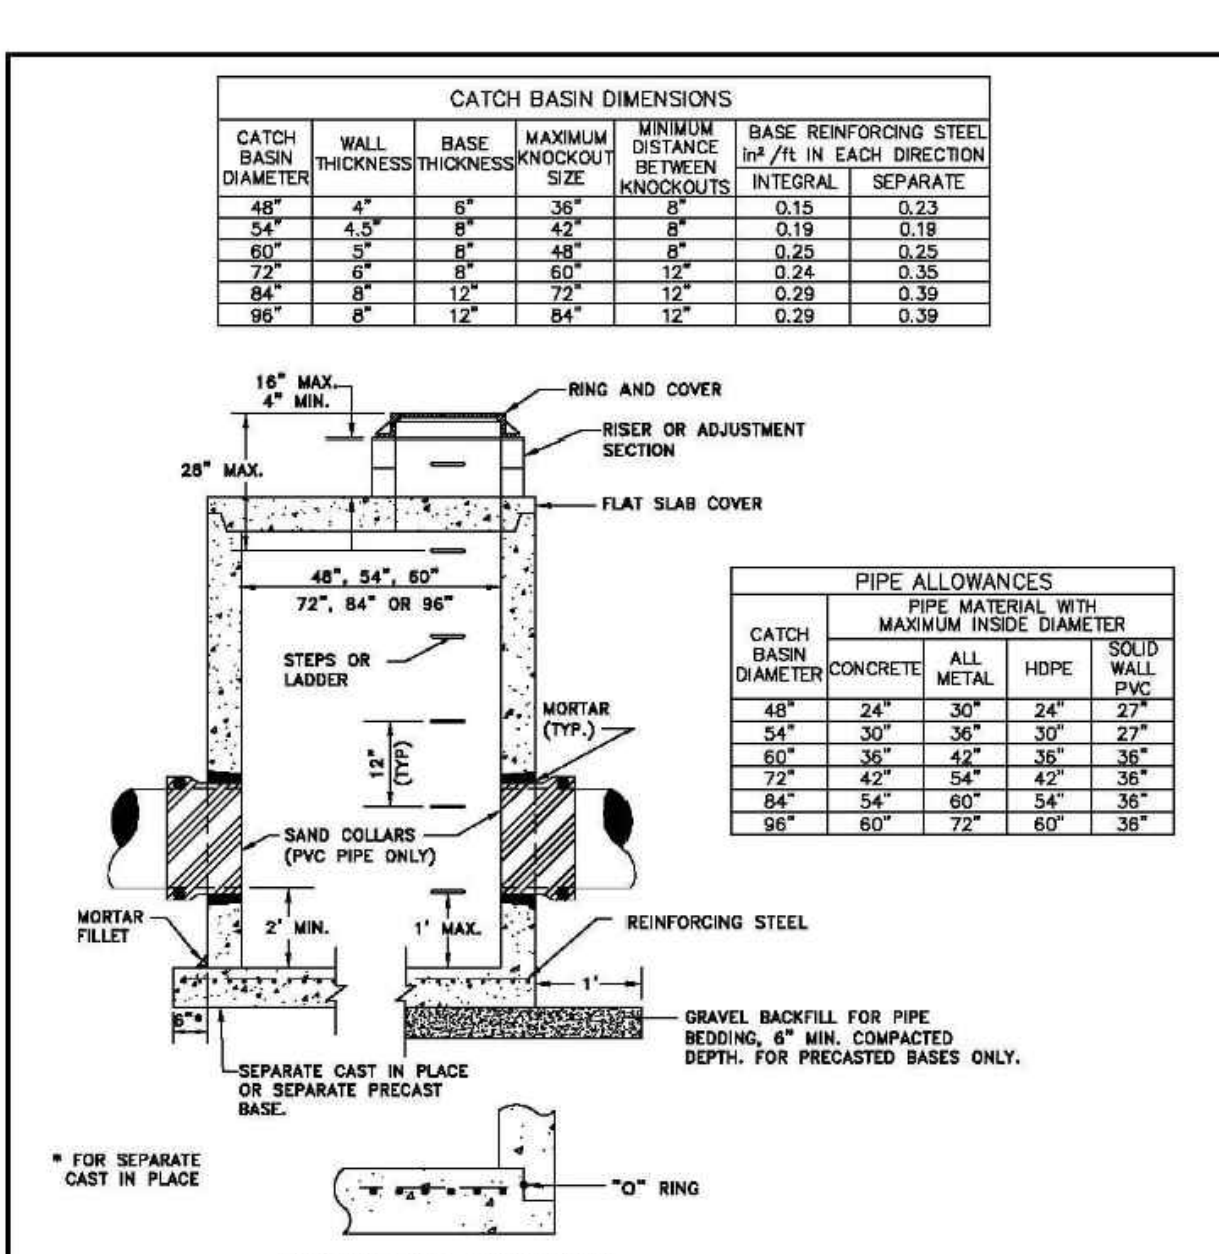 CATCH BASIN DIMENSIONS
CATCH BASIN DIAMETER WALL THICKNESS BASE THICKNESS MAXIMUM KNOCKOUT SIZE MINIMUM DISTANCE BETWEEN KNOCKOUTS BASE REINFORCING STEEL in²/ft IN EACH DIRECTION
INTEGRAL SEPARATE
48" 4" 6" 36" 8" 0.15 0.23
54" 4.5" 8" 42" 8" 0.19 0.19
60" 5" 8" 48" 8" 0.25 0.25
72" 6" 8" 60" 12" 0.24 0.35
84" 8" 12" 72" 12" 0.29 0.39
96" 8" 12" 84" 12" 0.29 0.39
16" MAX.
4" MIN.
RING AND COVER
RISER OR ADJUSTMENT
SECTION
28" MAX.
FLAT SLAB COVER
48", 54", 60"
72", 84" OR 96"
STEPS OR
LADDER
MORTAR
(TYP.)
12"
(TYP)
SAND COLLARS
(PVC PIPE ONLY)
PIPE ALLOWANCES
CATCH BASIN DIAMETER PIPE MATERIAL WITH
MAXIMUM INSIDE DIAMETER
CONCRETE ALL METAL HDPE SOLID WALL PVC
48" 24" 30" 24" 27"
54" 30" 36" 30" 27"
60" 36" 42" 36" 36"
72" 42" 54" 42" 36"
84" 54" 60" 54" 36"
96" 60" 72" 60" 36"
MORTAR
FILLET
2' MIN.
1' MAX.
REINFORCING STEEL
1'
6"*
GRAVEL BACKFILL FOR PIPE
BEDDING, 6" MIN. COMPACTED
DEPTH. FOR PRECASTED BASES ONLY.
SEPARATE CAST IN PLACE
OR SEPARATE PRECAST
BASE.
* FOR SEPARATE
CAST IN PLACE
"O" RING